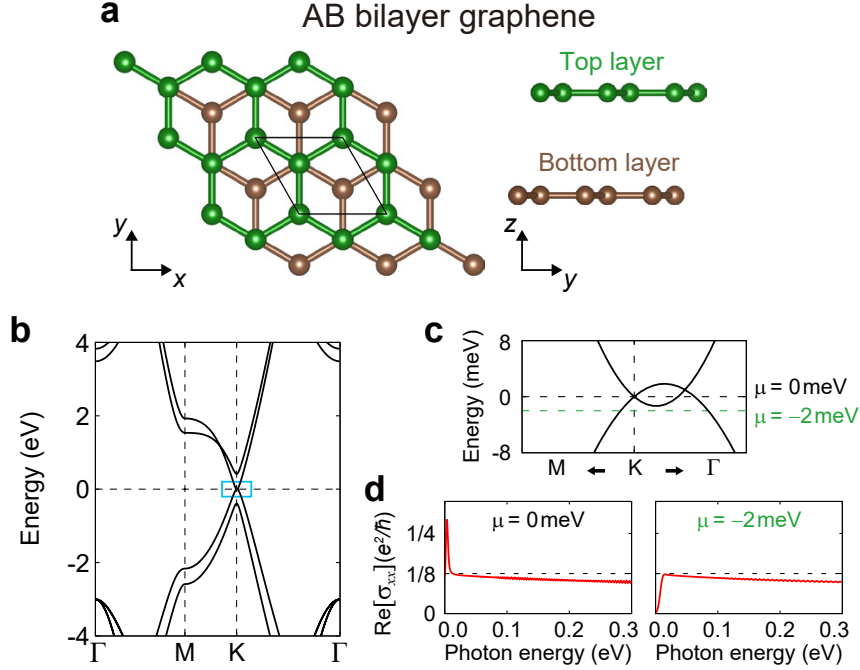 AB bilayer graphene
a
Top layer
Bottom layer
y
x
z
y
b
4
2
0
-2
-4
Energy (eV)
Γ
M
K
Γ
c
8
0
-8
Energy (meV)
M
K
Γ
μ = 0 meV
μ = −2 meV
d
Re[σxx](e²/ħ)
1/4
1/8
0
μ = 0 meV
0.0
0.1
0.2
0.3
Photon energy (eV)
μ = −2 meV
0.0
0.1
0.2
0.3
Photon energy (eV)